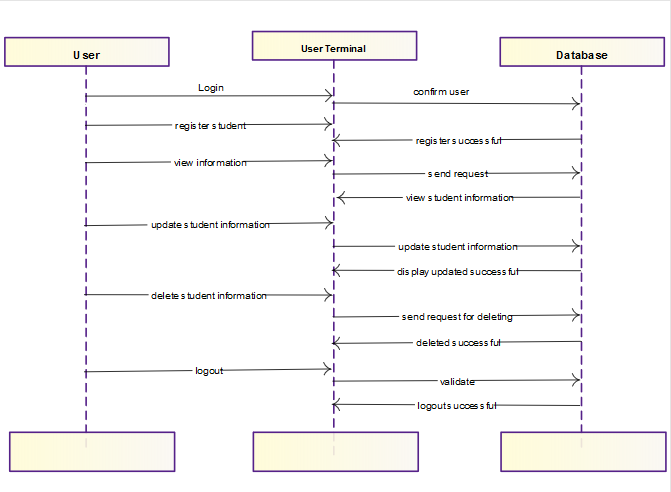 User
User Terminal
Database
Login
confirm user
register student
register successful
view information
send request
view student information
update student information
update student information
display updated successful
delete student information
send request for deleting
deleted successful
logout
validate
logout successful